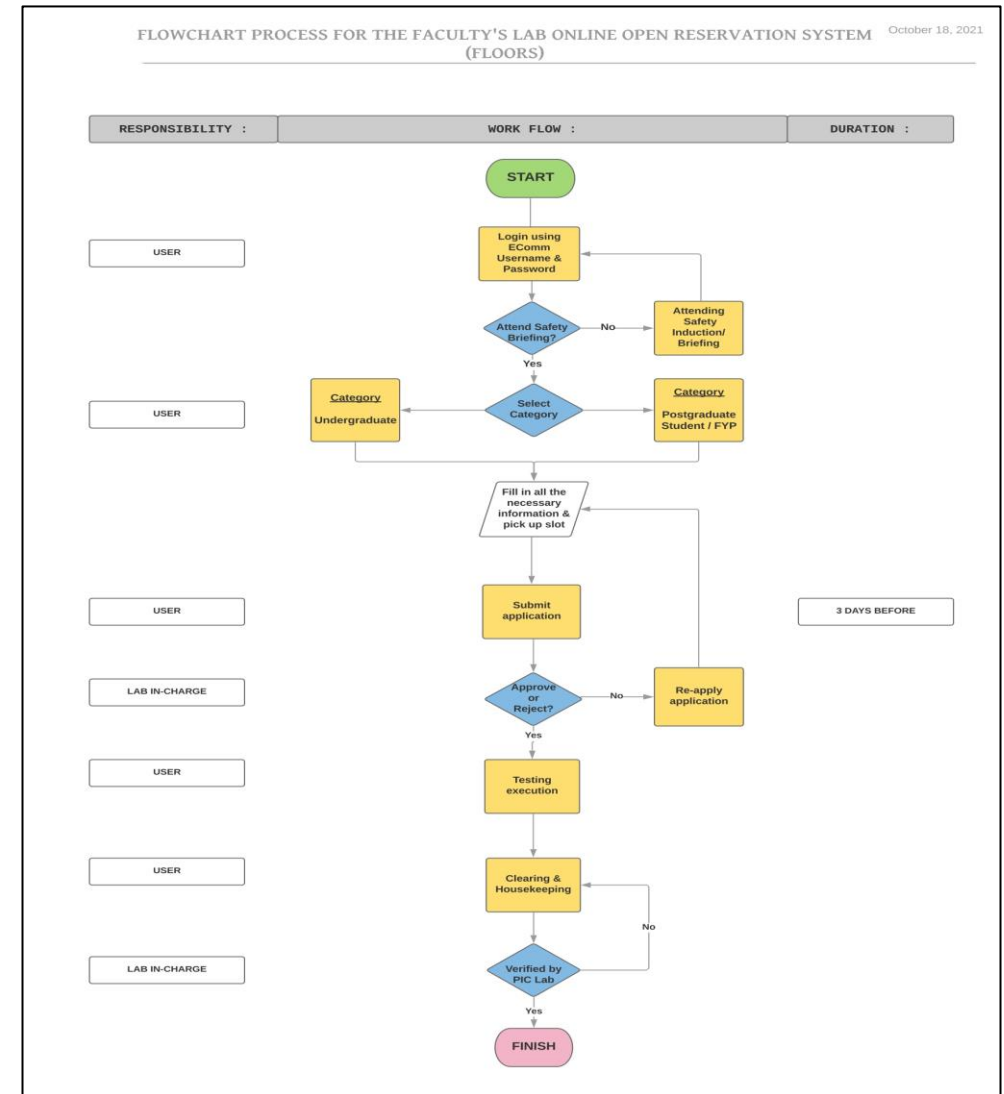 FLOWCHART PROCESS FOR THE FACULTY'S LAB ONLINE OPEN RESERVATION SYSTEM
(FLOORS)
October 18, 2021
RESPONSIBILITY :
WORK FLOW :
DURATION :
START
USER
Login using
EComm
Username &
Password
Attend Safety
Briefing?
No
Attending
Safety
Induction/
Briefing
Yes
USER
Category
Undergraduate
Select
Category
Category
Postgraduate
Student / FYP
Fill in all the
necessary
information &
pick up slot
USER
Submit
application
3 DAYS BEFORE
LAB IN-CHARGE
Approve
or
Reject?
No
Re-apply
application
Yes
USER
Testing
execution
USER
Clearing &
Housekeeping
No
LAB IN-CHARGE
Verified by
PIC Lab
Yes
FINISH